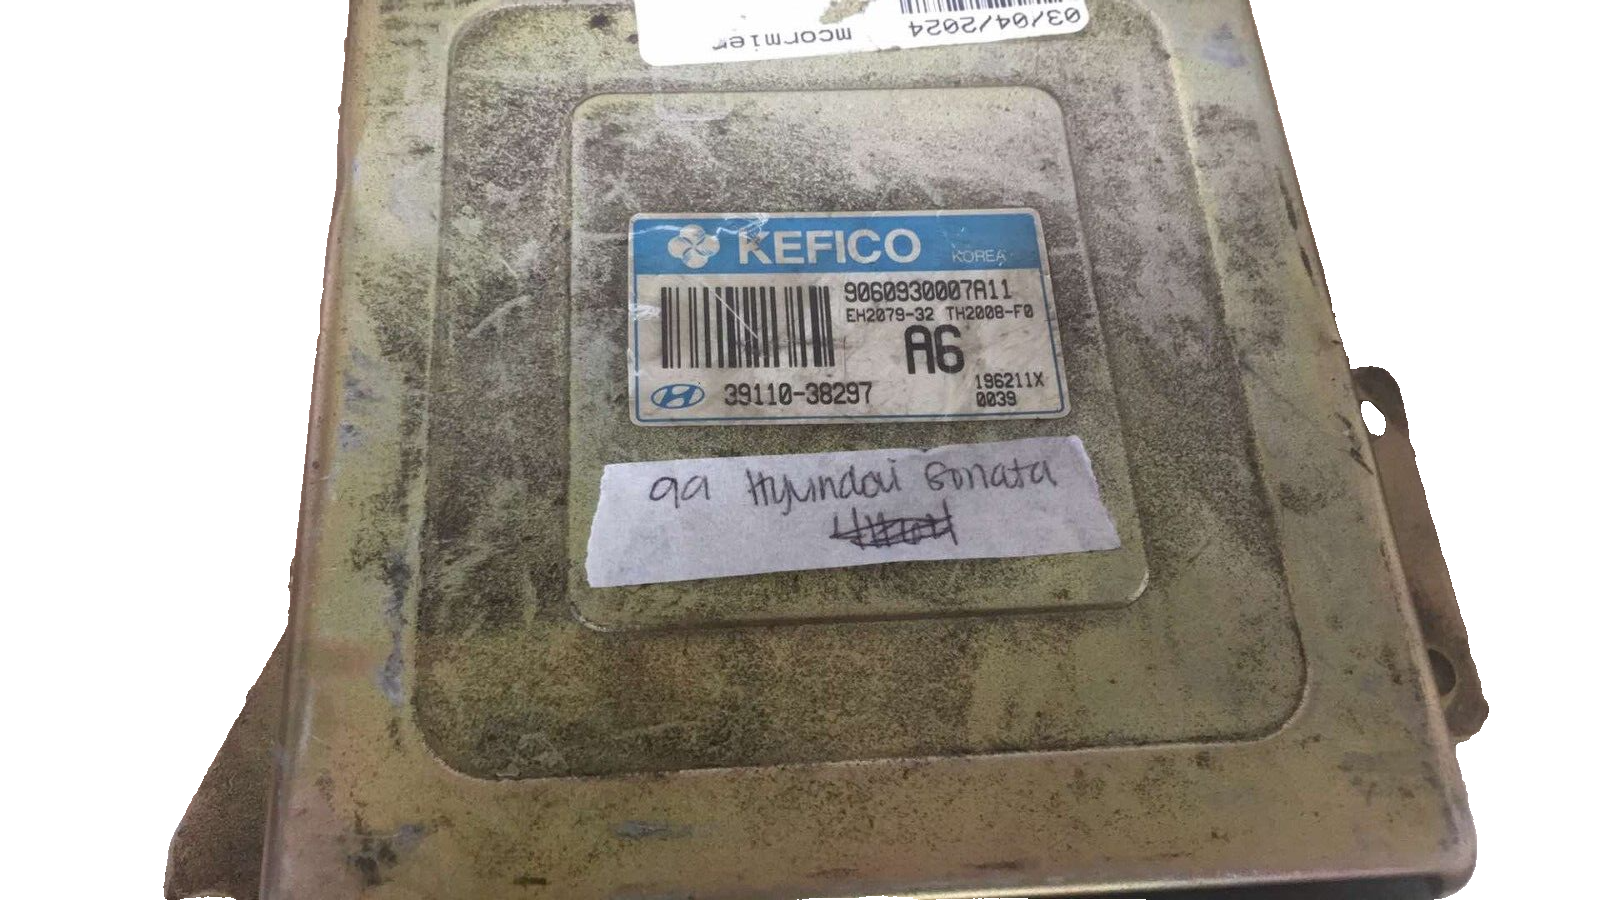 03/04/2024 mcormier
KEFICO KOREA
9060930007A11
EH2079-32 TH2008-F0
A6
39110-38297
196211X
0039
99 Hyundai Sonata